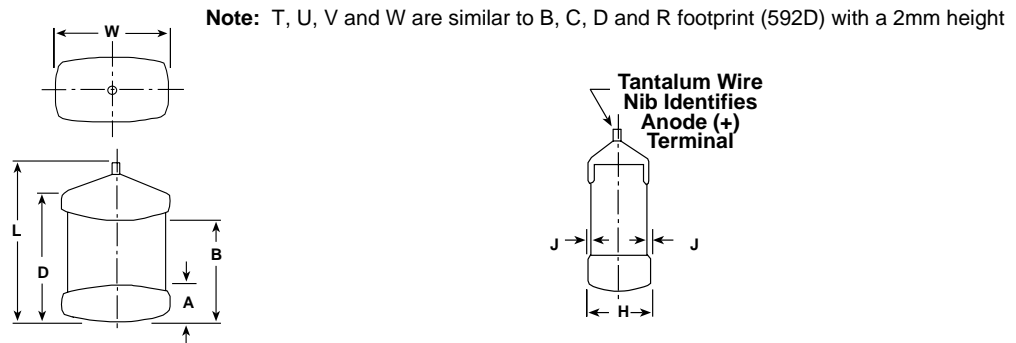 Note: T, U, V and W are similar to B, C, D and R footprint (592D) with a 2mm height
W
Tantalum Wire
Nib Identifies
Anode (+)
Terminal
L
D
B
A
J
J
H